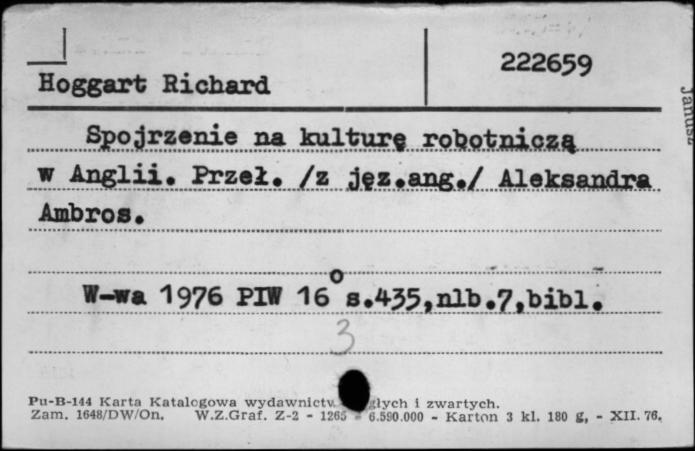 222659
Hoggart Richard
Spojrzenie na kulturę robotniczą
w Anglii. Przeł. /z jęz.ang./ Aleksandra
Ambros.
W-wa 1976 PIW 16° s.435,nlb.7,bibl.
3
Pu-B-144 Karta Katalogowa wydawnictw głych i zwartych.
Zam. 1648/DW/On. W.Z.Graf. Z-2 - 1265 - 6.590.000 - Karton 3 kl. 180 g, - XII. 76.
Janusz